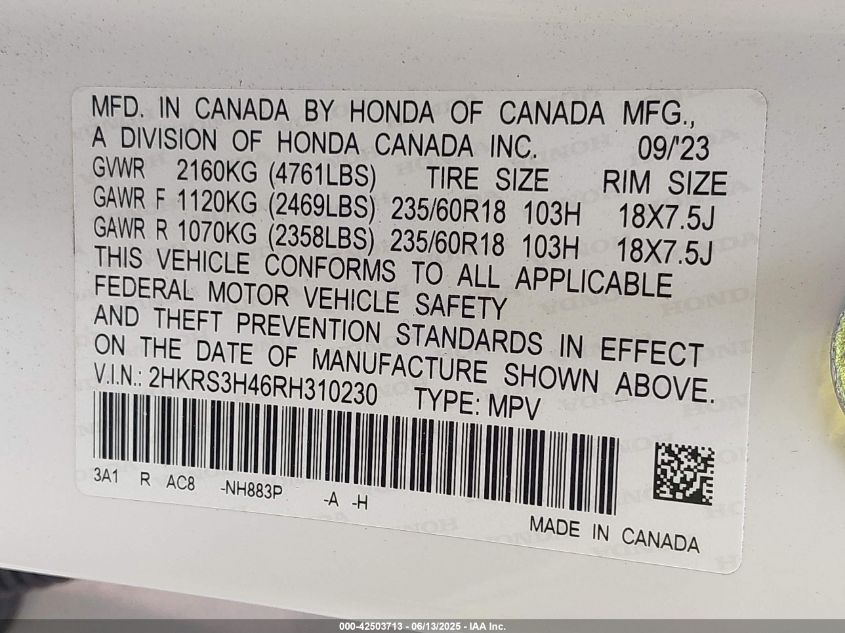 MFD. IN CANADA BY HONDA OF CANADA MFG.,
A DIVISION OF HONDA CANADA INC. 09/'23
GVWR 2160KG (4761LBS) TIRE SIZE RIM SIZE
GAWR F 1120KG (2469LBS) 235/60R18 103H 18X7.5J
GAWR R 1070KG (2358LBS) 235/60R18 103H 18X7.5J
THIS VEHICLE CONFORMS TO ALL APPLICABLE
FEDERAL MOTOR VEHICLE SAFETY
AND THEFT PREVENTION STANDARDS IN EFFECT
ON THE DATE OF MANUFACTURE SHOWN ABOVE.
V.I.N.: 2HKRS3H46RH310230 TYPE: MPV
3A1 R AC8 -NH883P -A -H
MADE IN CANADA
000-42503713 - 06/13/2025 - IAA Inc.